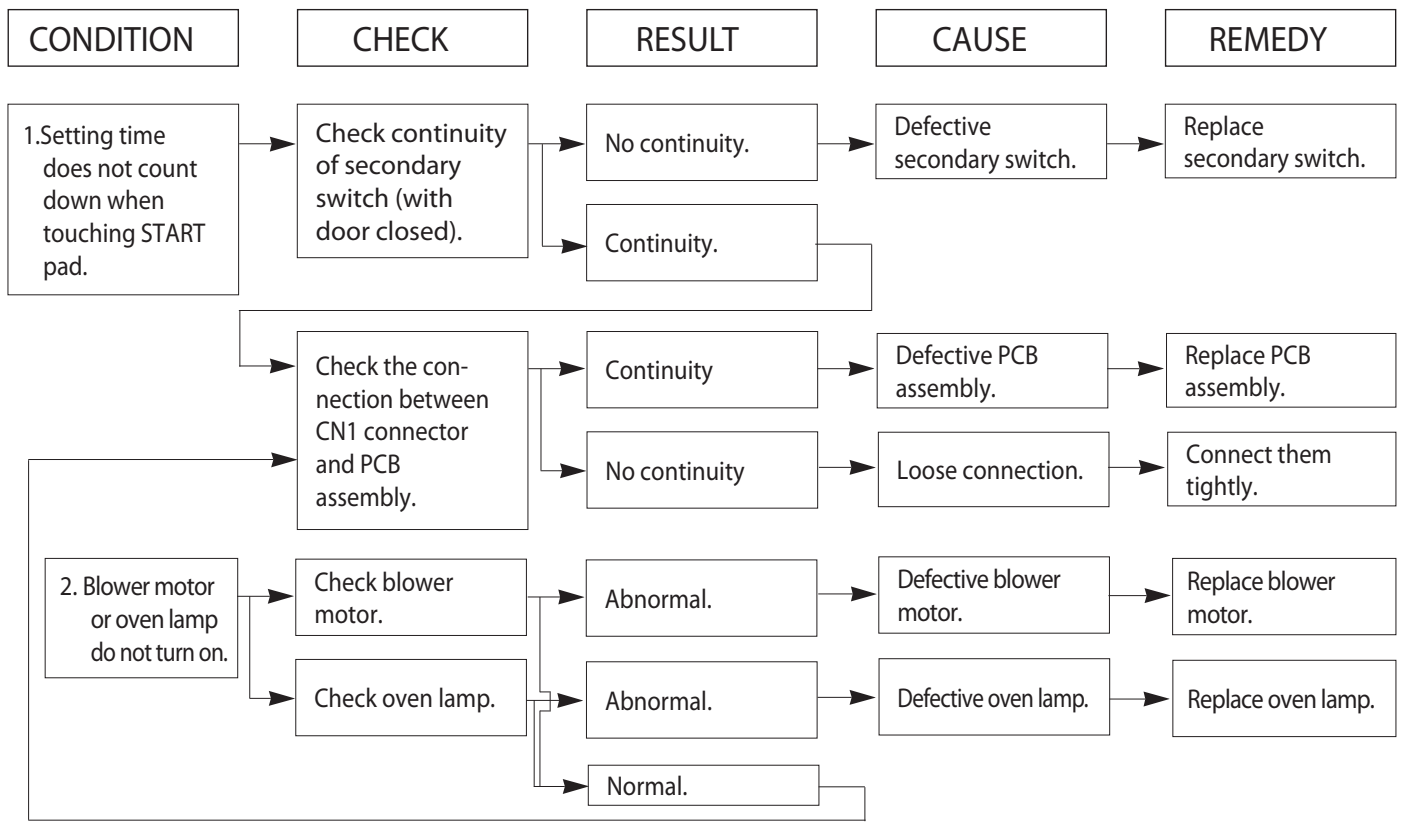 CONDITION
CHECK
RESULT
CAUSE
REMEDY
1.Setting time
does not count
down when
touching START
pad.
Check continuity
of secondary
switch (with
door closed).
No continuity.
Defective
secondary switch.
Replace
secondary switch.
Continuity.
Check the con-
nection between
CN1 connector
and PCB
assembly.
Continuity
Defective PCB
assembly.
Replace PCB
assembly.
No continuity
Loose connection.
Connect them
tightly.
2. Blower motor
or oven lamp
do not turn on.
Check blower
motor.
Abnormal.
Defective blower
motor.
Replace blower
motor.
Check oven lamp.
Abnormal.
Defective oven lamp.
Replace oven lamp.
Normal.